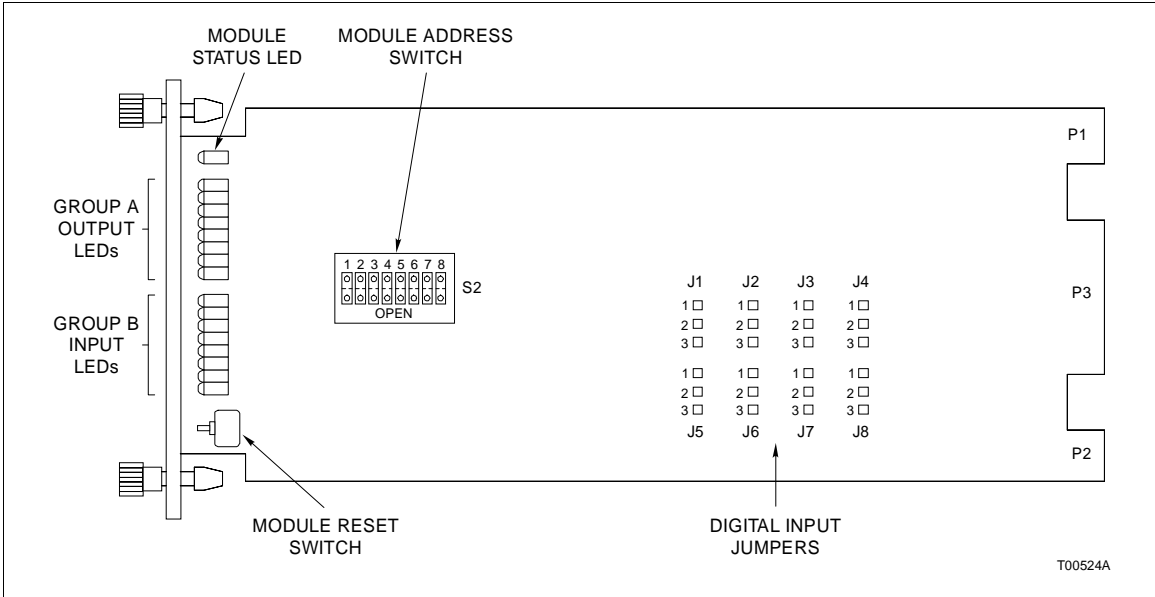 MODULE
STATUS LED
MODULE ADDRESS
SWITCH
P1
GROUP A
OUTPUT
LEDs
1 2 3 4 5 6 7 8
S2
OPEN
J1 J2 J3 J4
1 1 1 1
2 2 2 2
3 3 3 3
P3
GROUP B
INPUT
LEDs
1 1 1 1
2 2 2 2
3 3 3 3
J5 J6 J7 J8
P2
MODULE RESET
SWITCH
DIGITAL INPUT
JUMPERS
T00524A